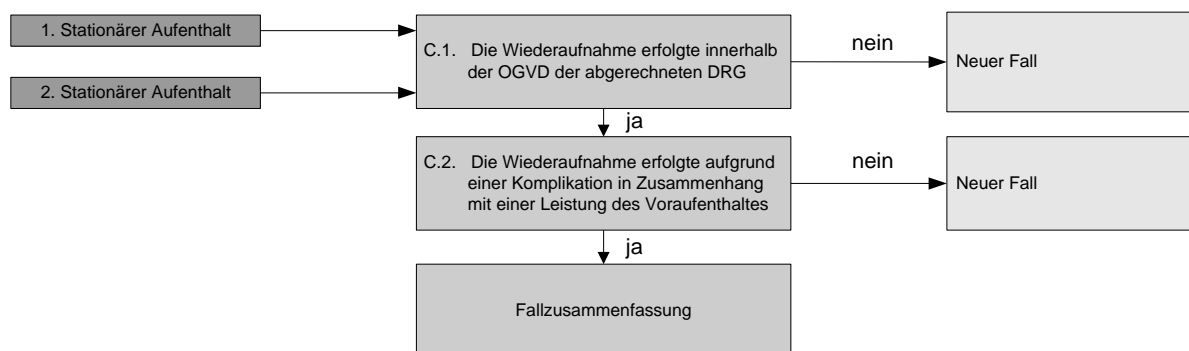 1. Stationärer Aufenthalt
2. Stationärer Aufenthalt
C.1. Die Wiederaufnahme erfolgte innerhalb
der OGVD der abgerechneten DRG
nein
Neuer Fall
ja
C.2. Die Wiederaufnahme erfolgte aufgrund
einer Komplikation in Zusammenhang
mit einer Leistung des Voraufenthaltes
nein
Neuer Fall
ja
Fallzusammenfassung